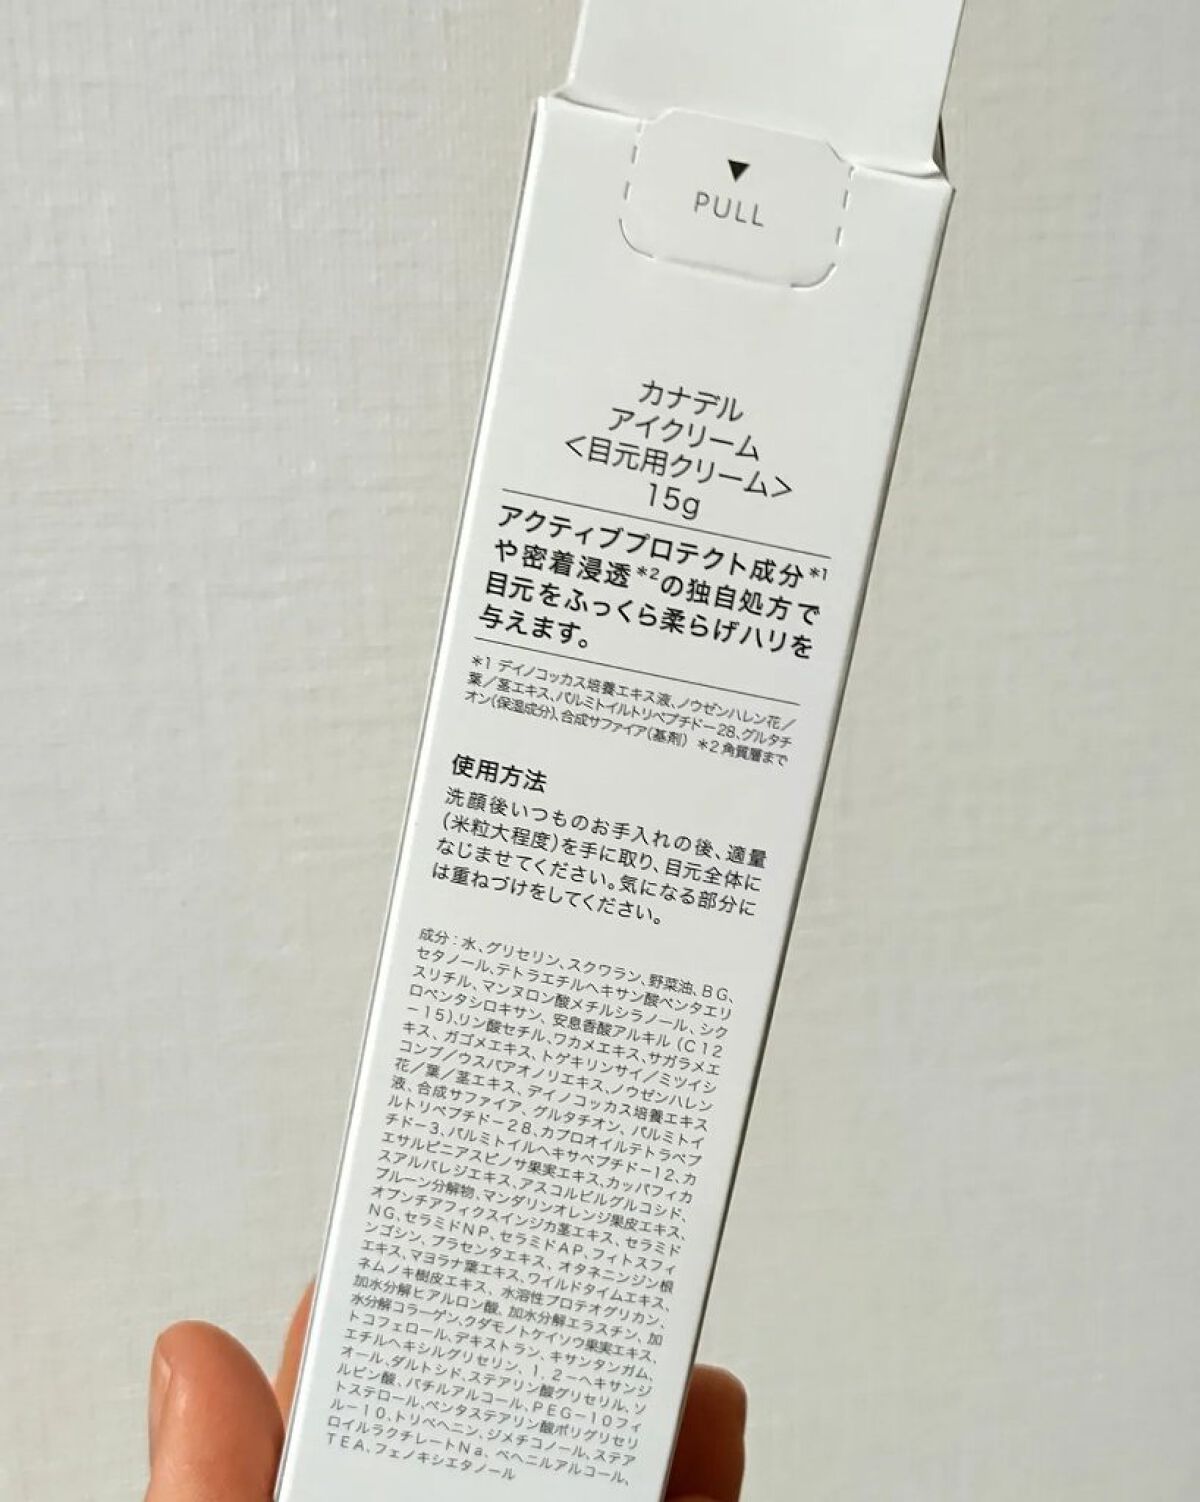 ▼
PULL
カナデル
アイクリーム
＜目元用クリーム＞
15g
アクティブプロテクト成分*1
や密着浸透*2の独自処方で
目元をふっくら柔らげハリを
与えます。
*1 デイノコッカス培養エキス液、ノウゼンハレン花／
葉／茎エキス、パルミトイルトリペプチド－28、グルタチ
オン(保湿成分)、合成サファイア(基剤) *2 角質層まで
使用方法
洗顔後いつものお手入れの後、適量
(米粒大程度)を手に取り、目元全体に
なじませてください。気になる部分に
は重ねづけをしてください。
成分：水、グリセリン、スクワラン、野菜油、BG、
セタノール、テトラエチルヘキサン酸ペンタエリ
スリチル、マンヌロン酸メチルシラノール、シク
ロペンタシロキサン、安息香酸アルキル（C12
－15）、リン酸セチル、ワカメエキス、サガラメエ
キス、ガゴメエキス、トゲキリンサイ／ミツイシ
コンブ／ウスバアオノリエキス、ノウゼンハレン
花／葉／茎エキス、デイノコッカス培養エキス
液、合成サファイア、グルタチオン、パルミトイ
ルトリペプチド－28、カプロオイルテトラペプ
チド－3、パルミトイルヘキサペプチド－12、カ
エサルピニアスピノサ果実エキス、カッパフィカ
スアルバレジエキス、アスコルビルグルコシド、
プルーン分解物、マンダリンオレンジ果皮エキス、
オプンチアフィクスインジカ茎エキス、セラミド
NG、セラミドNP、セラミドAP、フィトスフィ
ンゴシン、プラセンタエキス、オタネニンジン根
エキス、マヨラナ葉エキス、ワイルドタイムエキス、
ネムノキ樹皮エキス、水溶性プロテオグリカン、
加水分解ヒアルロン酸、加水分解エラスチン、加
水分解コラーゲン、クダモノトケイソウ果実エキス、
トコフェロール、デキストラン、キサンタンガム、
エチルヘキシルグリセリン、1，2－ヘキサンジ
オール、ダルトシド、ステアリン酸グリセリル、ソ
ルビン酸、バチルアルコール、PEG－10フィ
トステロール、ペンタステアリン酸ポリグリセリ
ル－10、トリベヘニン、ジメチコノール、ステア
ロイルラクチレートNa、ベヘニルアルコール、
TEA、フェノキシエタノール